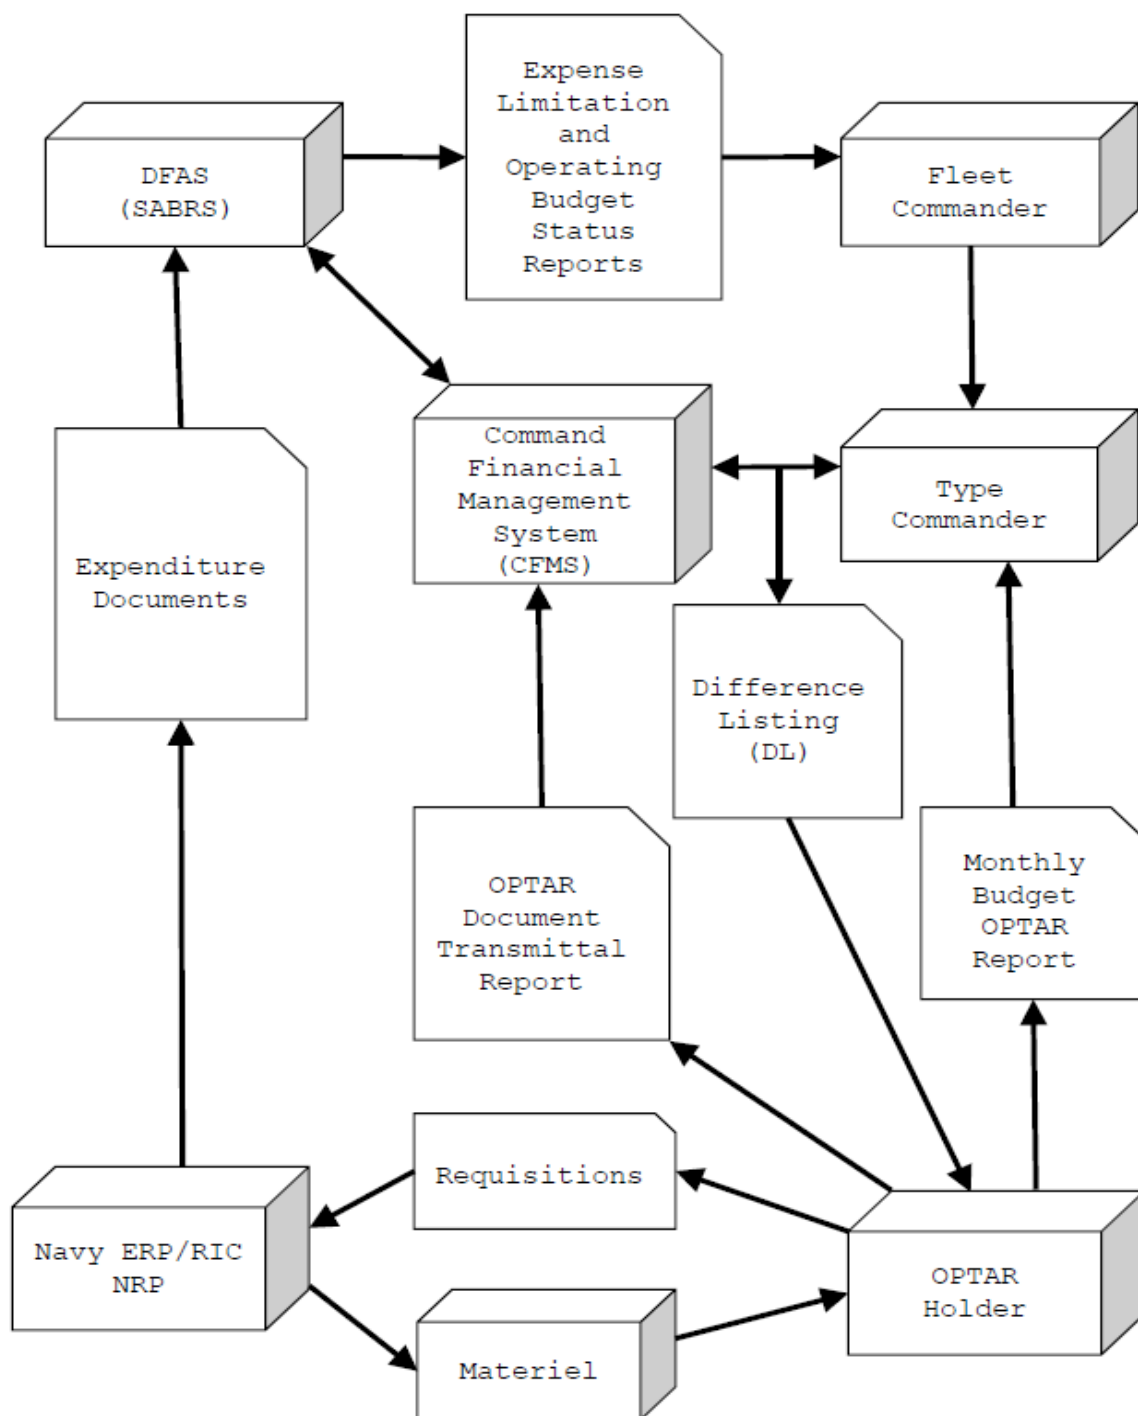 Expense
Limitation
and
Operating
Budget
Status
Reports
DFAS
(SABRS)
Fleet
Commander
Command
Financial
Management
System
(CFMS)
Type
Commander
Expenditure
Documents
Difference
Listing
(DL)
OPTAR
Document
Transmittal
Report
Monthly
Budget
OPTAR
Report
Requisitions
Navy ERP/RIC
NRP
OPTAR
Holder
Materiel